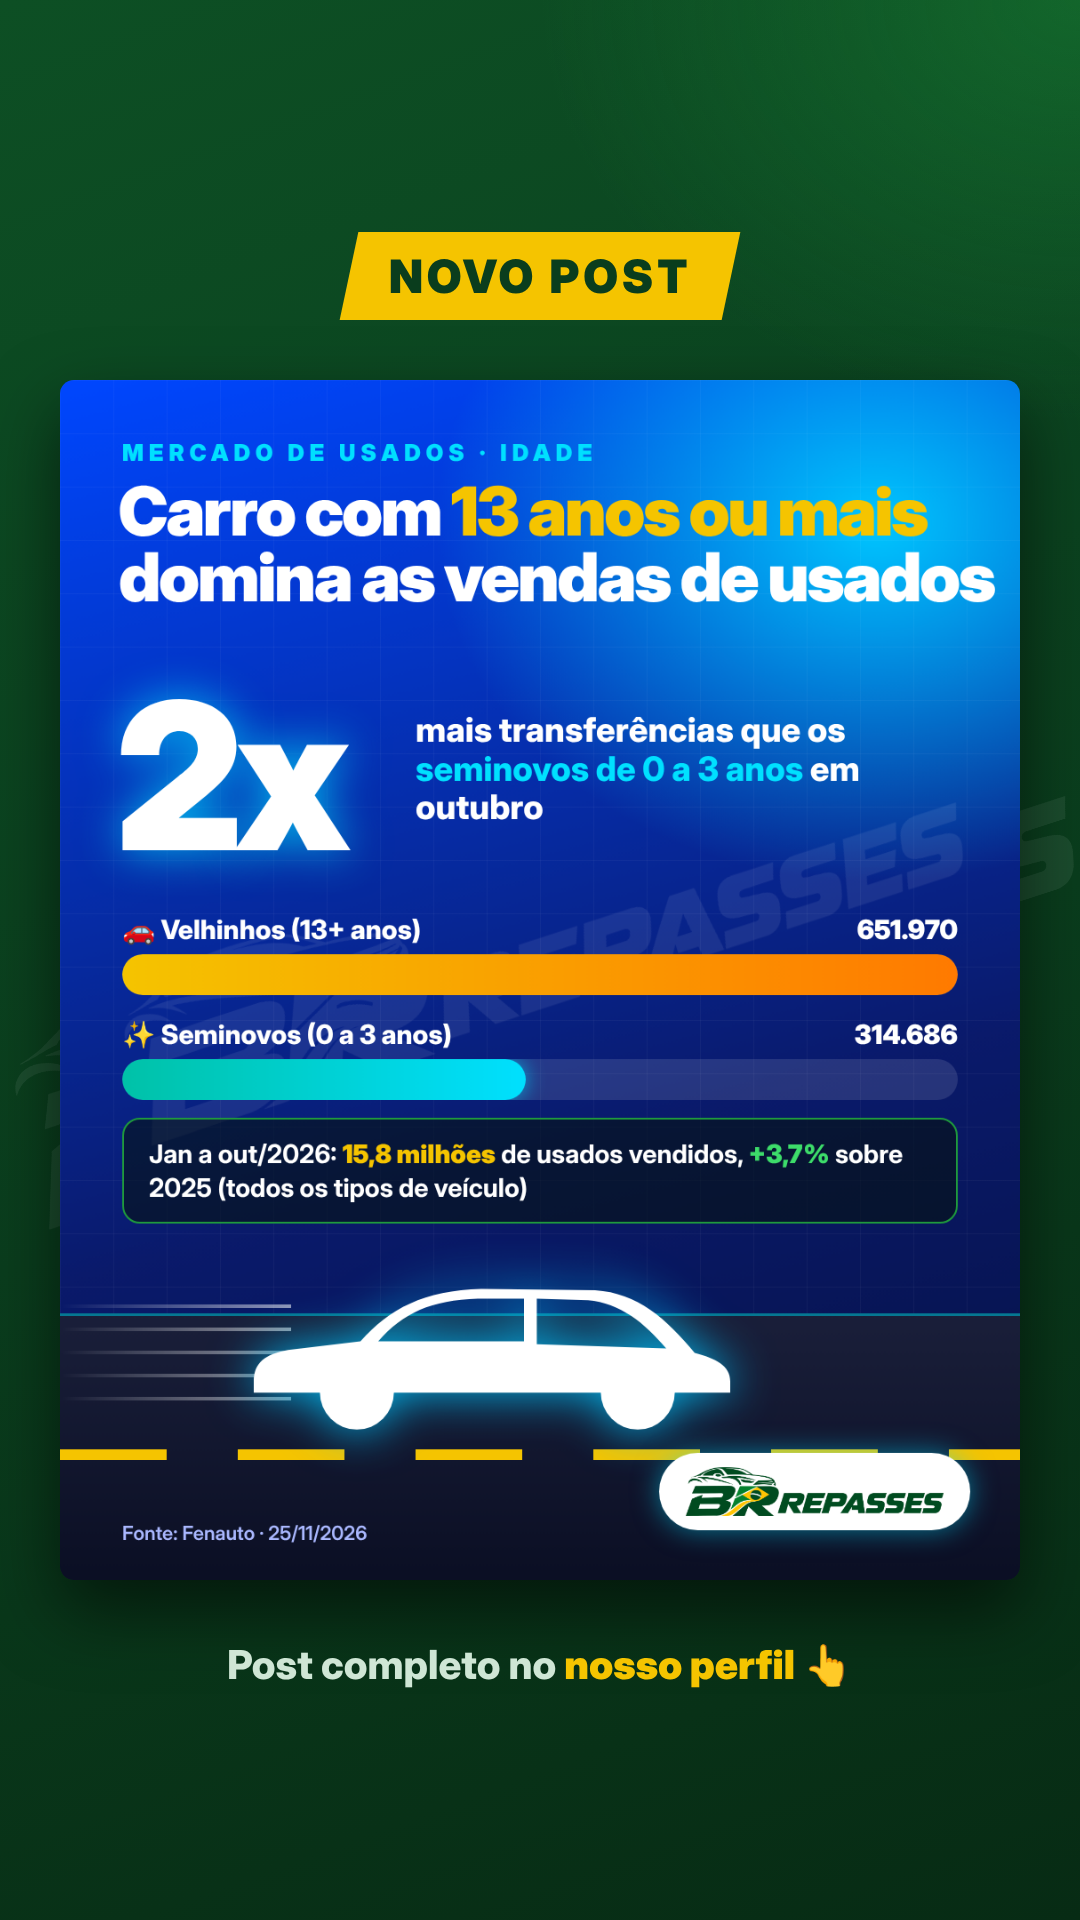 NOVO POST
MERCADO DE USADOS · IDADE
Carro com 13 anos ou mais
domina as vendas de usados
2x
mais transferências que os
seminovos de 0 a 3 anos em
outubro
🚗 Velhinhos (13+ anos) 651.970
✨ Seminovos (0 a 3 anos) 314.686
Jan a out/2026: 15,8 milhões de usados vendidos, +3,7% sobre
2025 (todos os tipos de veículo)
BR REPASSES
Fonte: Fenauto · 25/11/2026
BR REPASSES
Post completo no nosso perfil 👆